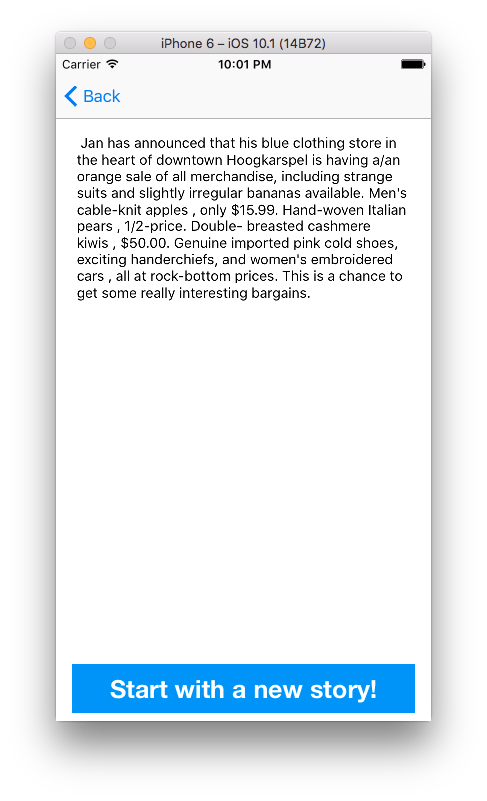 iPhone 6 – iOS 10.1 (14B72)
Carrier 10:01 PM
Back
Jan has announced that his blue clothing store in
the heart of downtown Hoogkarspel is having a/an
orange sale of all merchandise, including strange
suits and slightly irregular bananas available. Men's
cable-knit apples , only $15.99. Hand-woven Italian
pears , 1/2-price. Double- breasted cashmere
kiwis , $50.00. Genuine imported pink cold shoes,
exciting handerchiefs, and women's embroidered
cars , all at rock-bottom prices. This is a chance to
get some really interesting bargains.
Start with a new story!